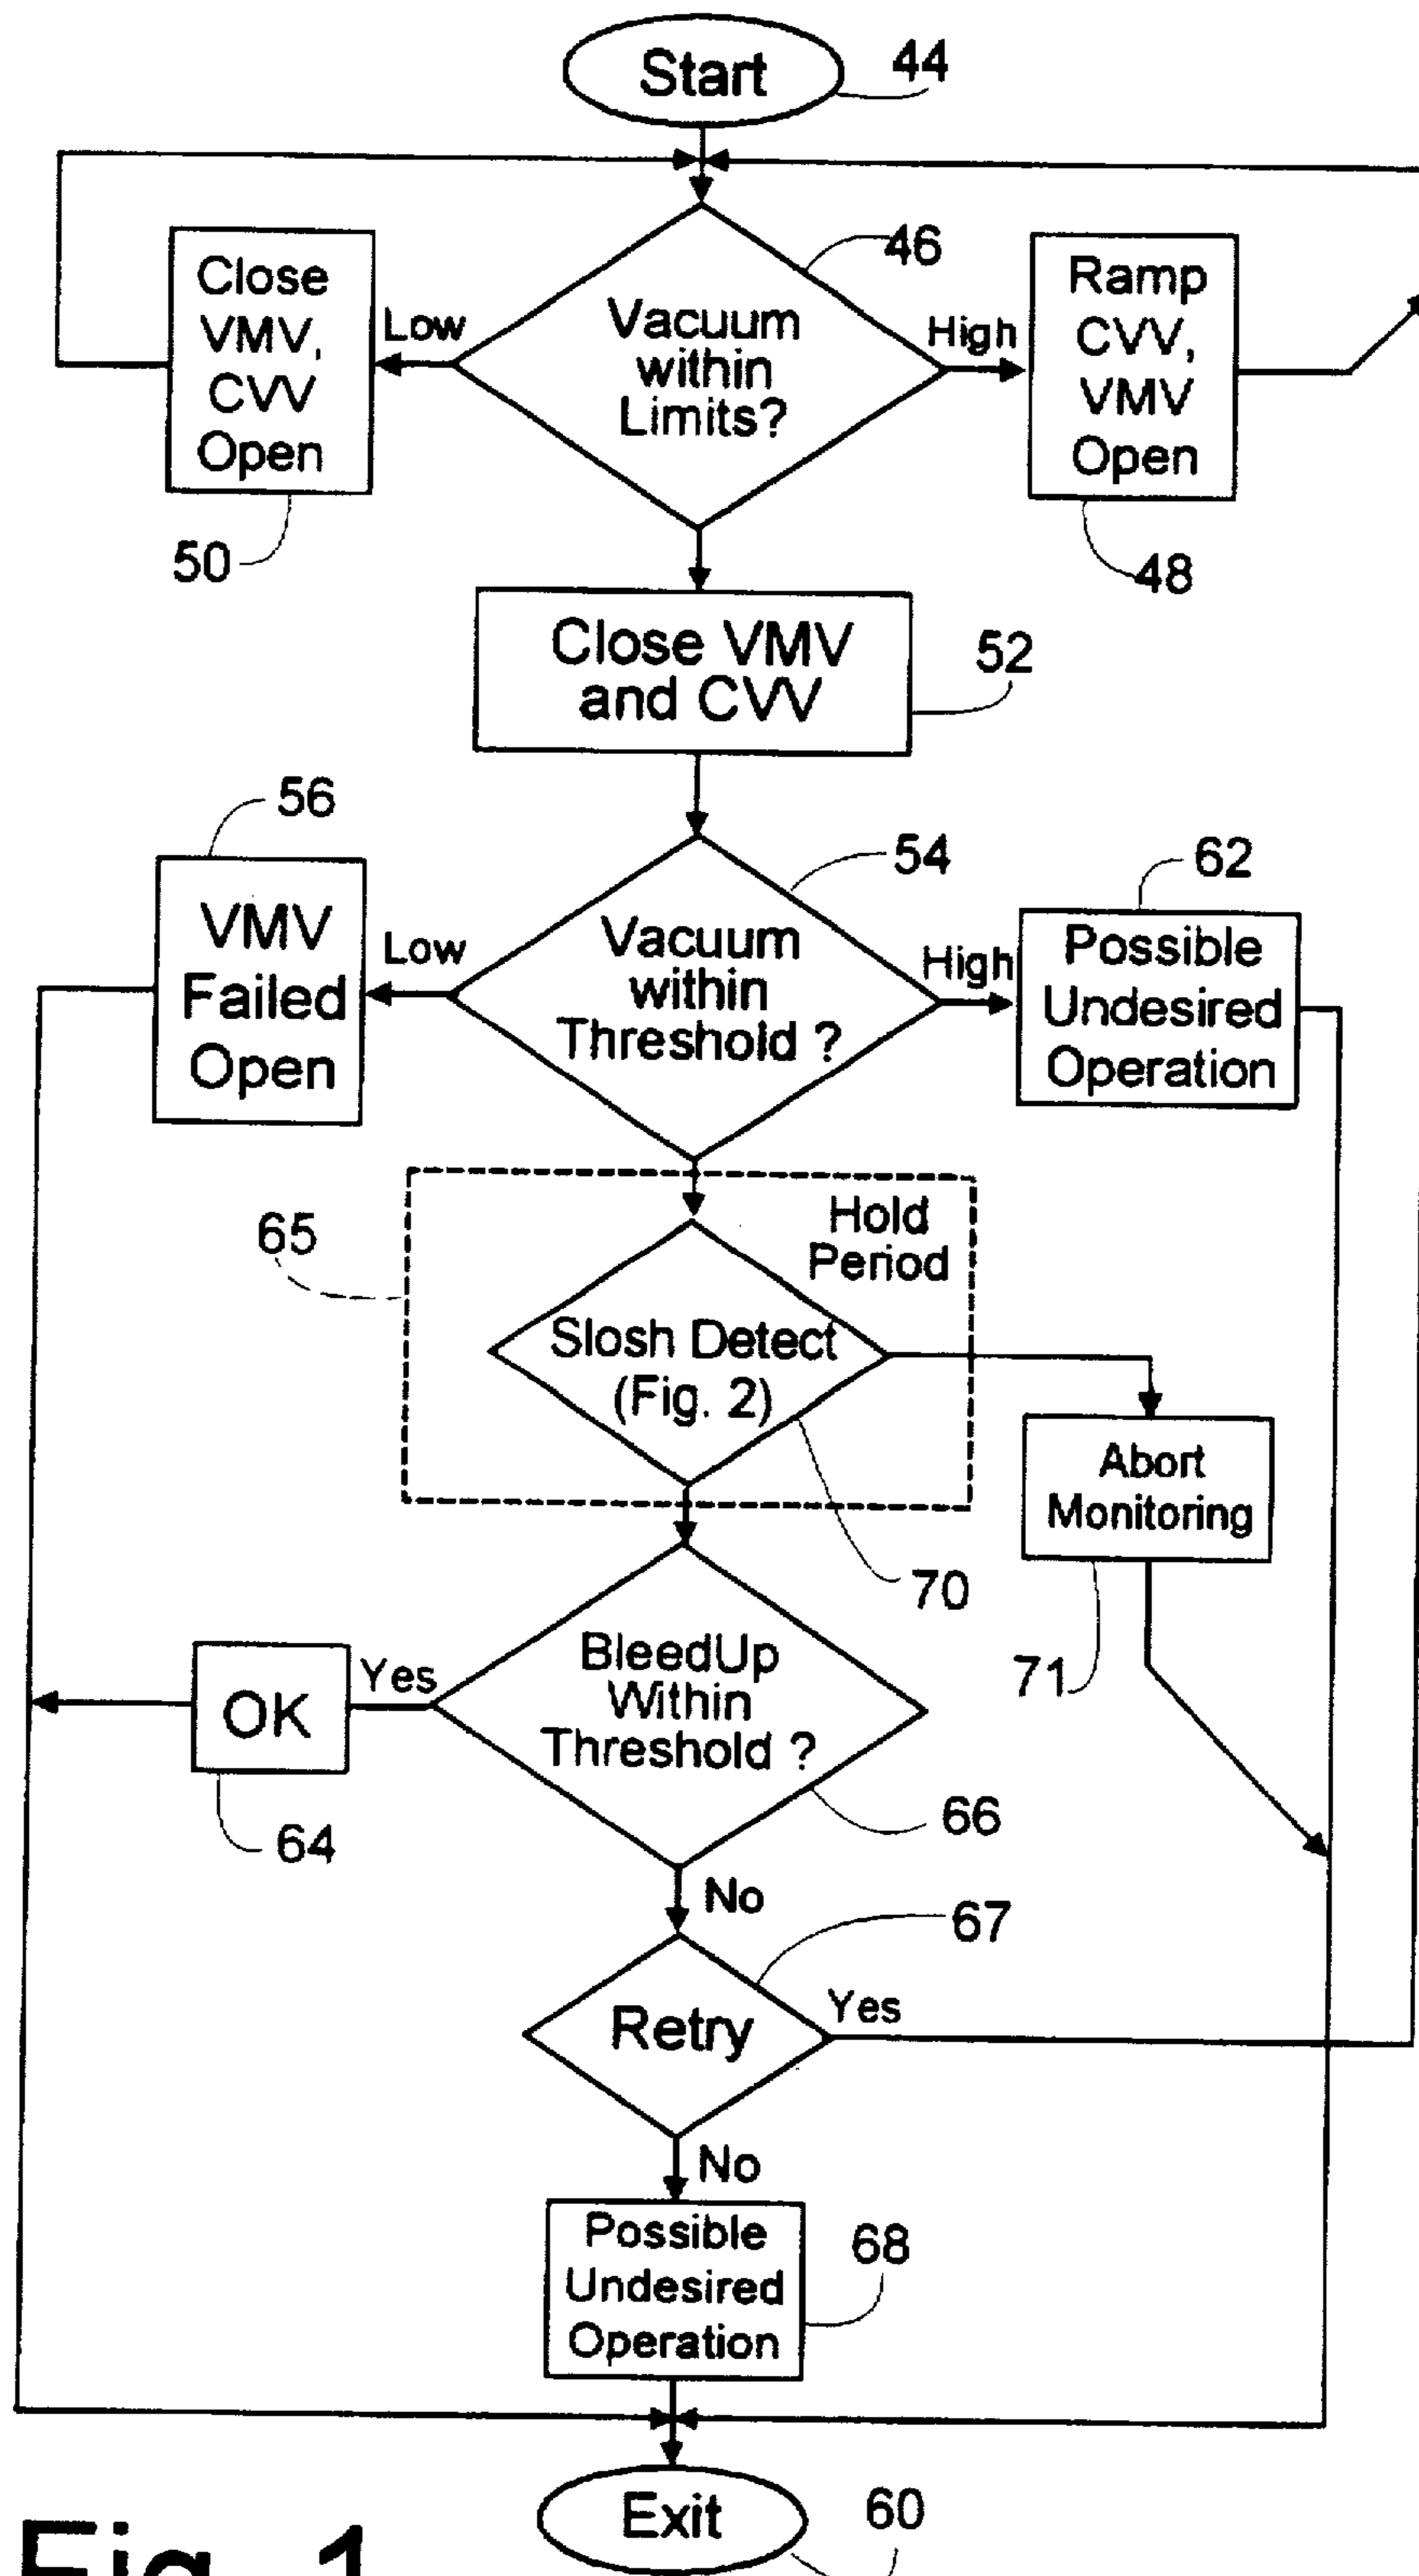 Start
44
46
Close
VMV,
CVV
Open
Low
Vacuum
within
Limits?
High
Ramp
CVV,
VMV
Open
50
48
Close VMV
and CVV
52
56
54
62
VMV
Failed
Open
Low
Vacuum
within
Threshold ?
High
Possible
Undesired
Operation
65
Hold
Period
Slosh Detect
(Fig. 2)
Abort
Monitoring
70
71
OK
Yes
BleedUp
Within
Threshold ?
64
66
No
67
Retry
Yes
No
Possible
Undesired
Operation
68
Exit
60
Fig. 1